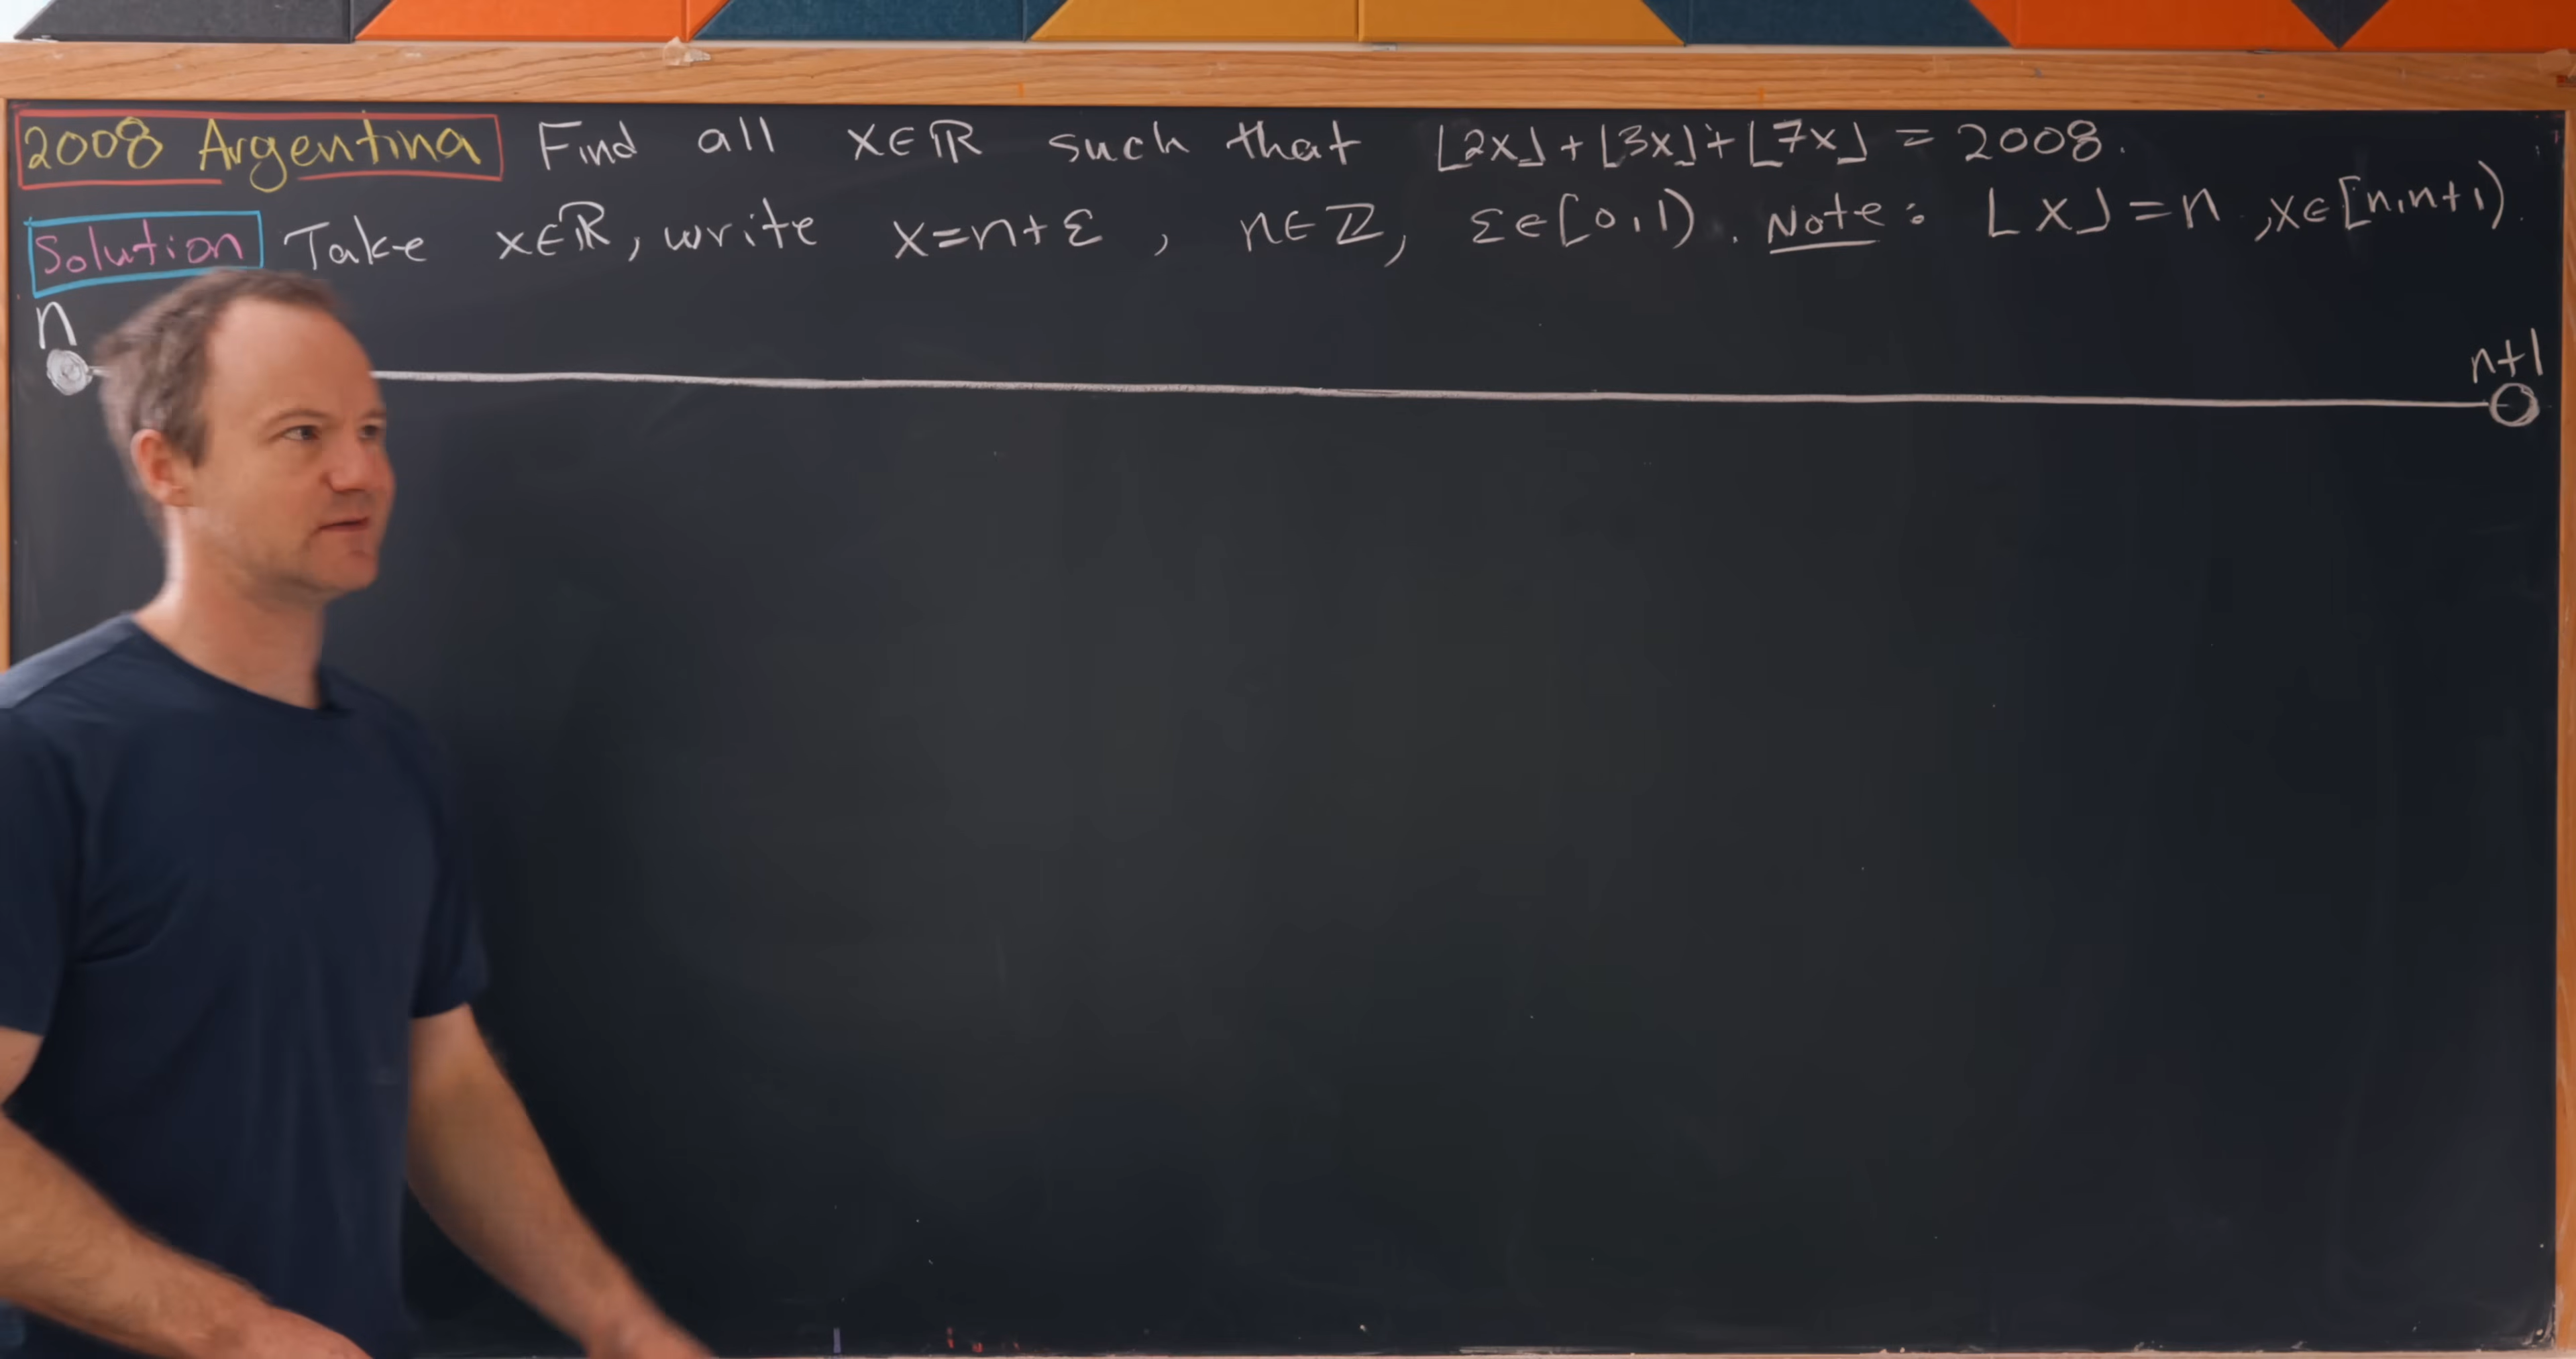 2008 Argentina Find all x∈ℝ such that ⌊2x⌋+⌊3x⌋+⌊7x⌋ = 2008.
Solution Take x∈ℝ, write x=n+ε, n∈ℤ, ε∈[0,1). Note: ⌊x⌋=n, x∈[n,n+1).
n
n+1